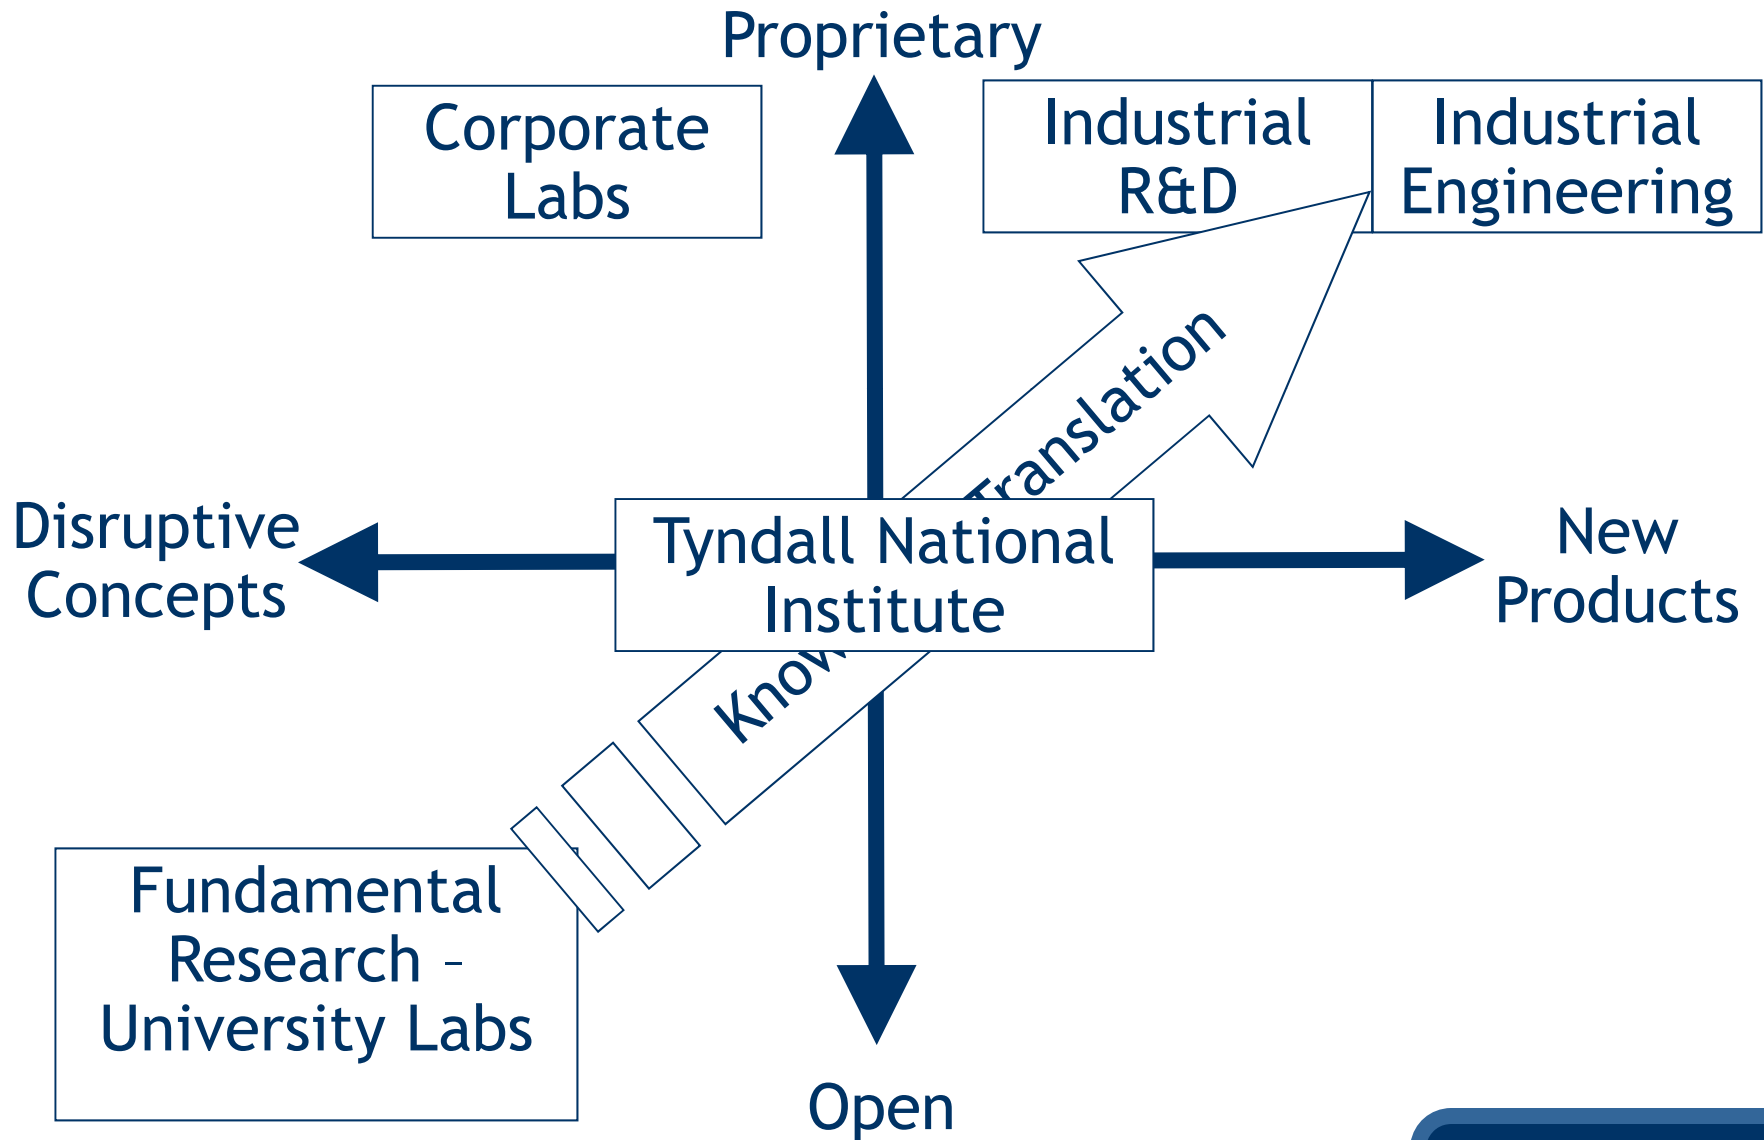 Proprietary
Corporate
Labs
Industrial
R&D
Industrial
Engineering
Translation
Disruptive
Concepts
Tyndall National
Institute
New
Products
Fundamental
Research –
University Labs
Open